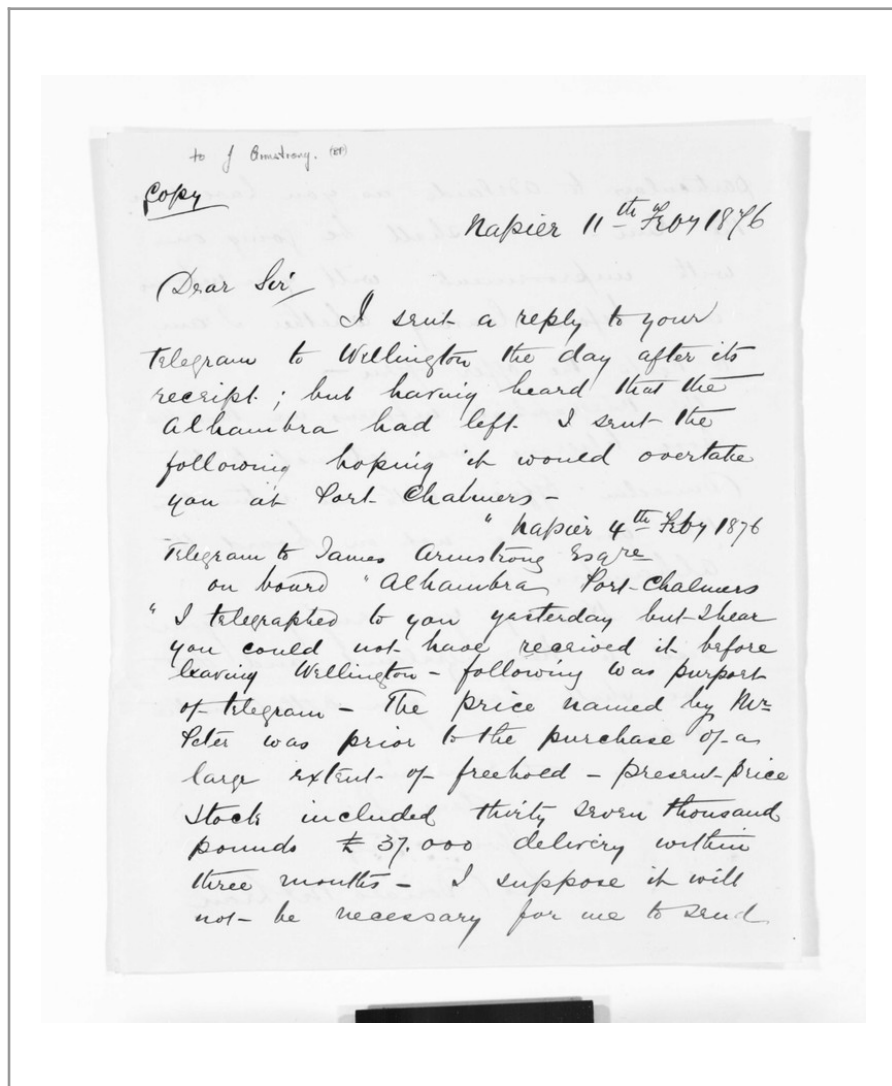 to J Armstrong. (EP)
Copy
Napier 11th Feby 1876
Dear Sir
I sent a reply to your
telegram to Wellington the day after its
receipt; but having heard that the
Alhambra had left I sent the
following hoping it would overtake
you at Port Chalmers -
" Napier 4th Feby 1876
Telegram to James Armstrong Esqre
on board "Alhambra Port-Chalmers
" I telegraphed to you yesterday but I hear
you could not have received it before
leaving Wellington - following was purport
of telegram - The price named by Mr
Peter was prior to the purchase of a
large extent of freehold - present price
stock included thirty seven thousand
pounds £37.000 delivery within
three months - I suppose it will
not be necessary for me to send